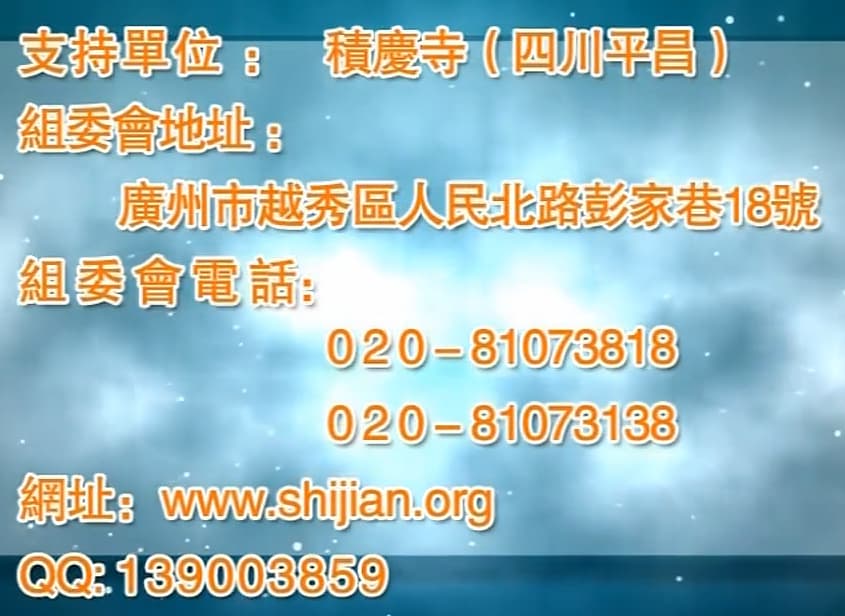 支持單位 ： 積慶寺（四川平昌）
組委會地址：
廣州市越秀區人民北路彭家巷18號
組委會電話:
020–81073818
020–81073138
網址：www.shijian.org
QQ: 139003859